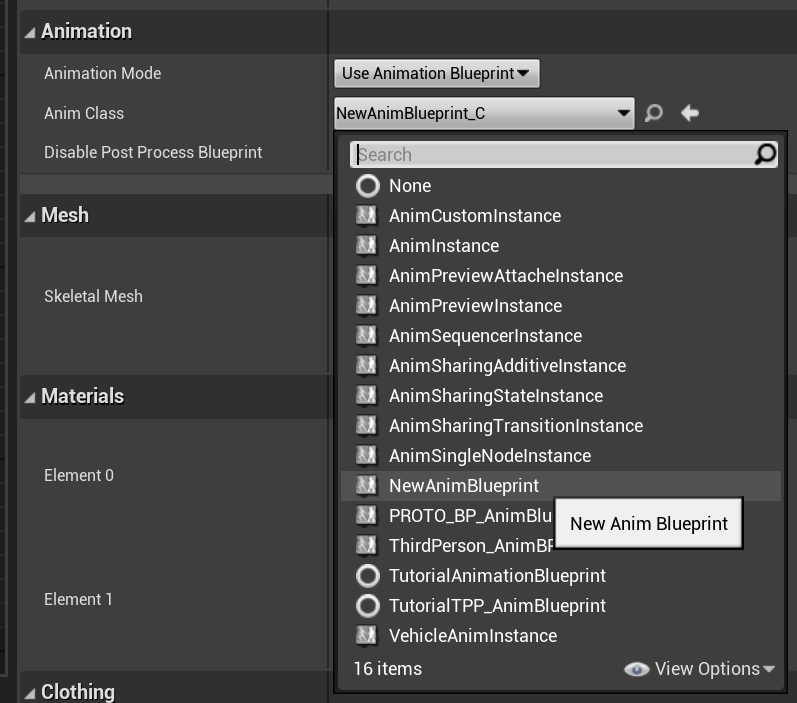 Animation
Animation Mode
Use Animation Blueprint
Anim Class
NewAnimBlueprint_C
Disable Post Process Blueprint
Search
None
AnimCustomInstance
AnimInstance
AnimPreviewAttacheInstance
AnimPreviewInstance
AnimSequencerInstance
AnimSharingAdditiveInstance
AnimSharingStateInstance
AnimSharingTransitionInstance
AnimSingleNodeInstance
NewAnimBlueprint
PROTO_BP_AnimBlu
New Anim Blueprint
ThirdPerson_AnimBP
TutorialAnimationBlueprint
TutorialTPP_AnimBlueprint
VehicleAnimInstance
16 items
View Options
Mesh
Skeletal Mesh
Materials
Element 0
Element 1
Clothing